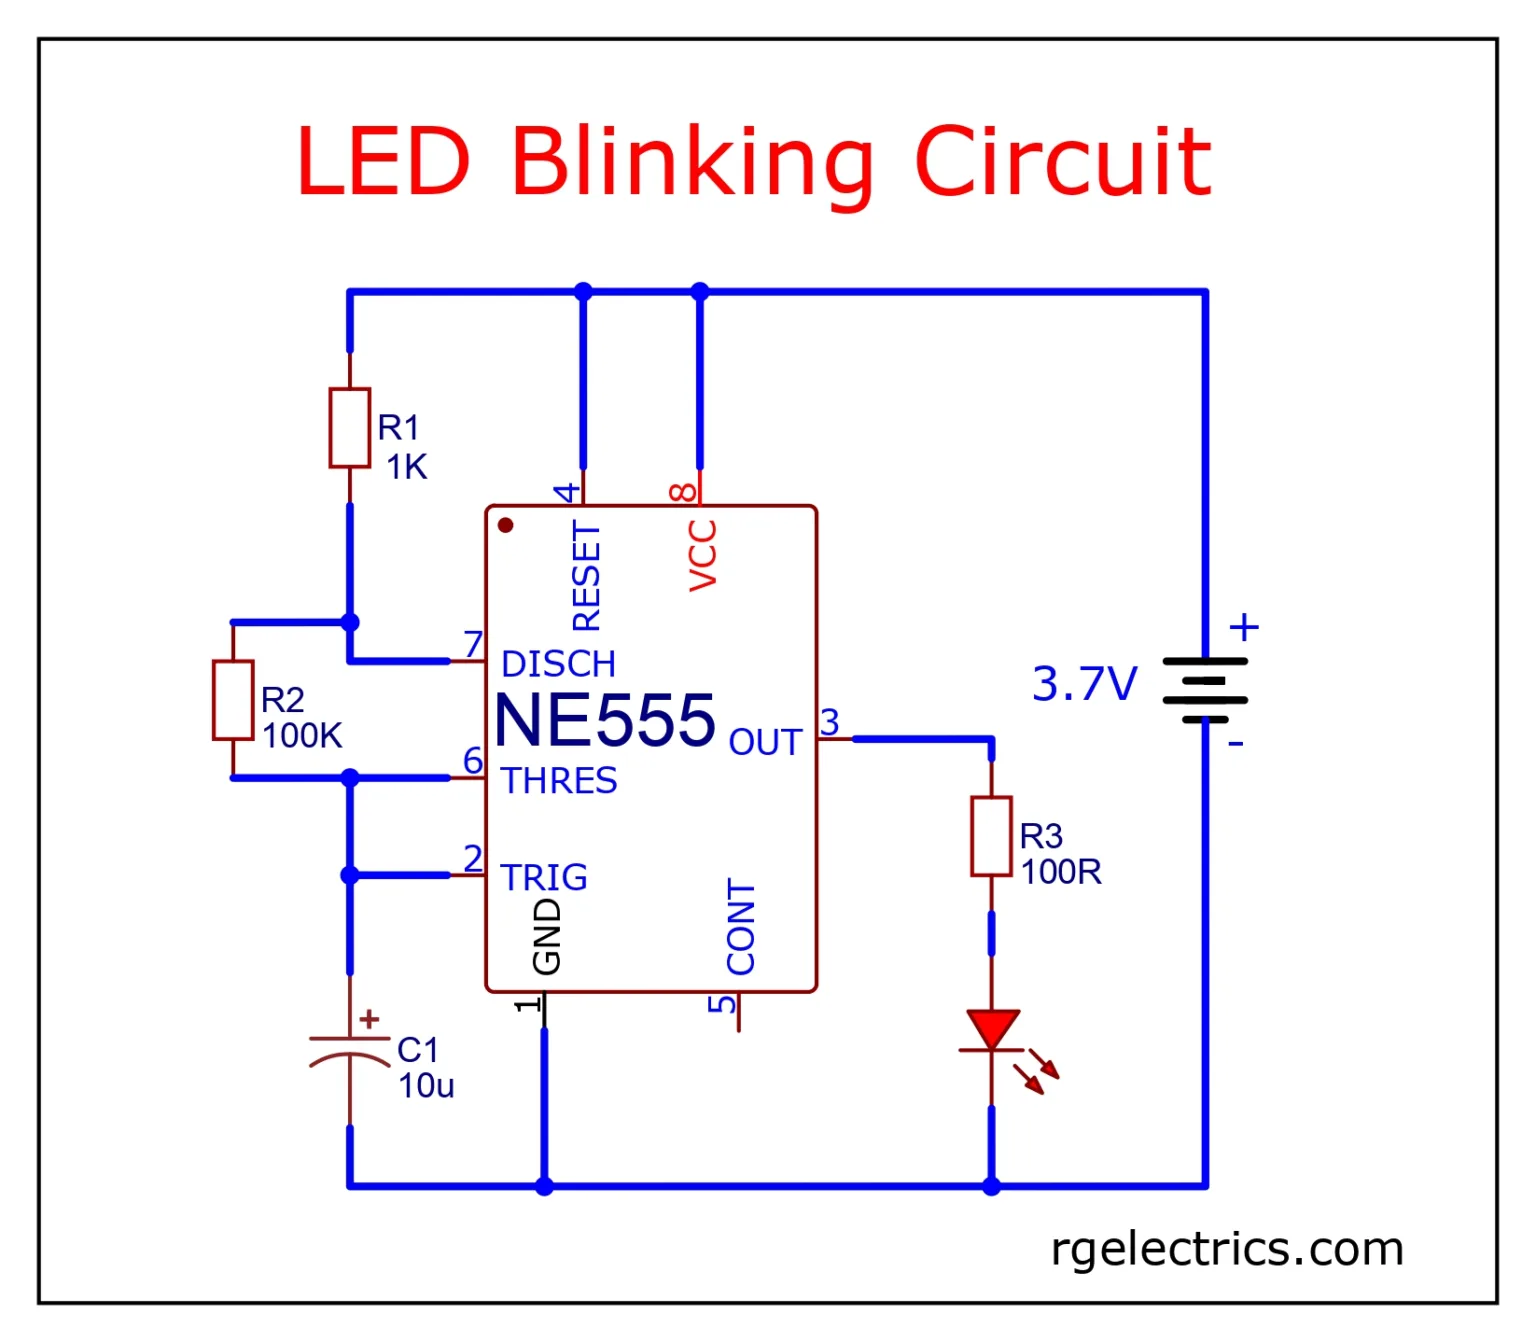 LED Blinking Circuit
R1
1K
4
RESET
8
VCC
7
DISCH
R2
100K
NE555
6
THRES
OUT
3
2
TRIG
GND
1
CONT
5
R3
100R
C1
10u
+
+
3.7V
-
rgelectrics.com